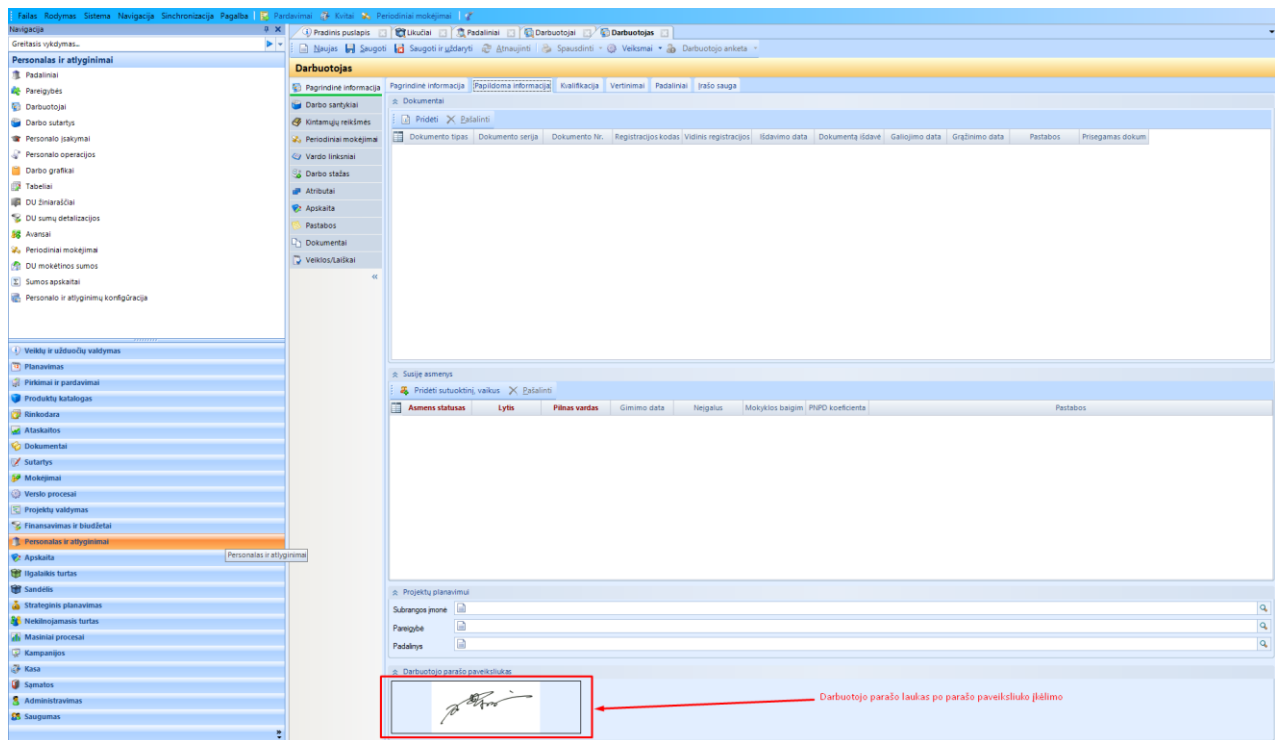 Failas Rodymas Sistema Navigacija Sinchronizacija Pagalba Pardavimai Kvitai Periodiniai mokėjimai
Navigacija
Greitasis vykdymas...
Personalas ir atlyginimai
Padaliniai
Pareigybės
Darbuotojai
Darbo sutartys
Personalo įsakymai
Personalo operacijos
Darbo grafikai
Tabeliai
DU žiniaraščiai
DU sumų detalizacijos
Avansai
Periodiniai mokėjimai
DU mokėtinos sumos
Sumos apskaitai
Personalo ir atlyginimų konfigūracija
Veiklų ir užduočių valdymas
Planavimas
Pirkimai ir pardavimai
Produktų katalogas
Rinkodara
Ataskaitos
Dokumentai
Sutartys
Mokėjimai
Verslo procesai
Projektų valdymas
Finansavimas ir biudžetai
Personalas ir atlyginimai
Personalas ir atlyginimai
Apskaita
Ilgalaikis turtas
Sandėlis
Strateginis planavimas
Nekilnojamasis turtas
Masiniai procesai
Kampanijos
Kasa
Sąmatos
Administravimas
Saugumas
Pradinis puslapis Likučiai Padaliniai Darbuotojai Darbuotojas
Naujas Saugoti Saugoti ir uždaryti Atnaujinti Spausdinti Veiksmai Darbuotojo anketa
Darbuotojas
Pagrindinė informacija
Darbo santykiai
Kintamųjų reikšmės
Periodiniai mokėjimai
Vardo linksniai
Darbo stažas
Atributai
Apskaita
Pastabos
Dokumentai
Veiklos/Laiškai
Pagrindinė informacija Papildoma informacija Kvalifikacija Vertinimai Padaliniai Įrašo sauga
Dokumentai
Pridėti Pašalinti
Dokumento tipas Dokumento serija Dokumento Nr. Registracijos kodas Vidinis registracijos Išdavimo data Dokumentą išdavė Galiojimo data Grąžinimo data Pastabos Prisegamas dokum
Susiję asmenys
Pridėti sutuoktinį, vaikus Pašalinti
Asmens statusas Lytis Pilnas vardas Gimimo data Neįgalus Mokyklos baigim PNPD koeficienta Pastabos
Projektų planavimui
Subrangos įmonė
Pareigybė
Padalinys
Darbuotojo parašo paveiksliukas
Darbuotojo parašo laukas po parašo paveiksliuko įkėlimo